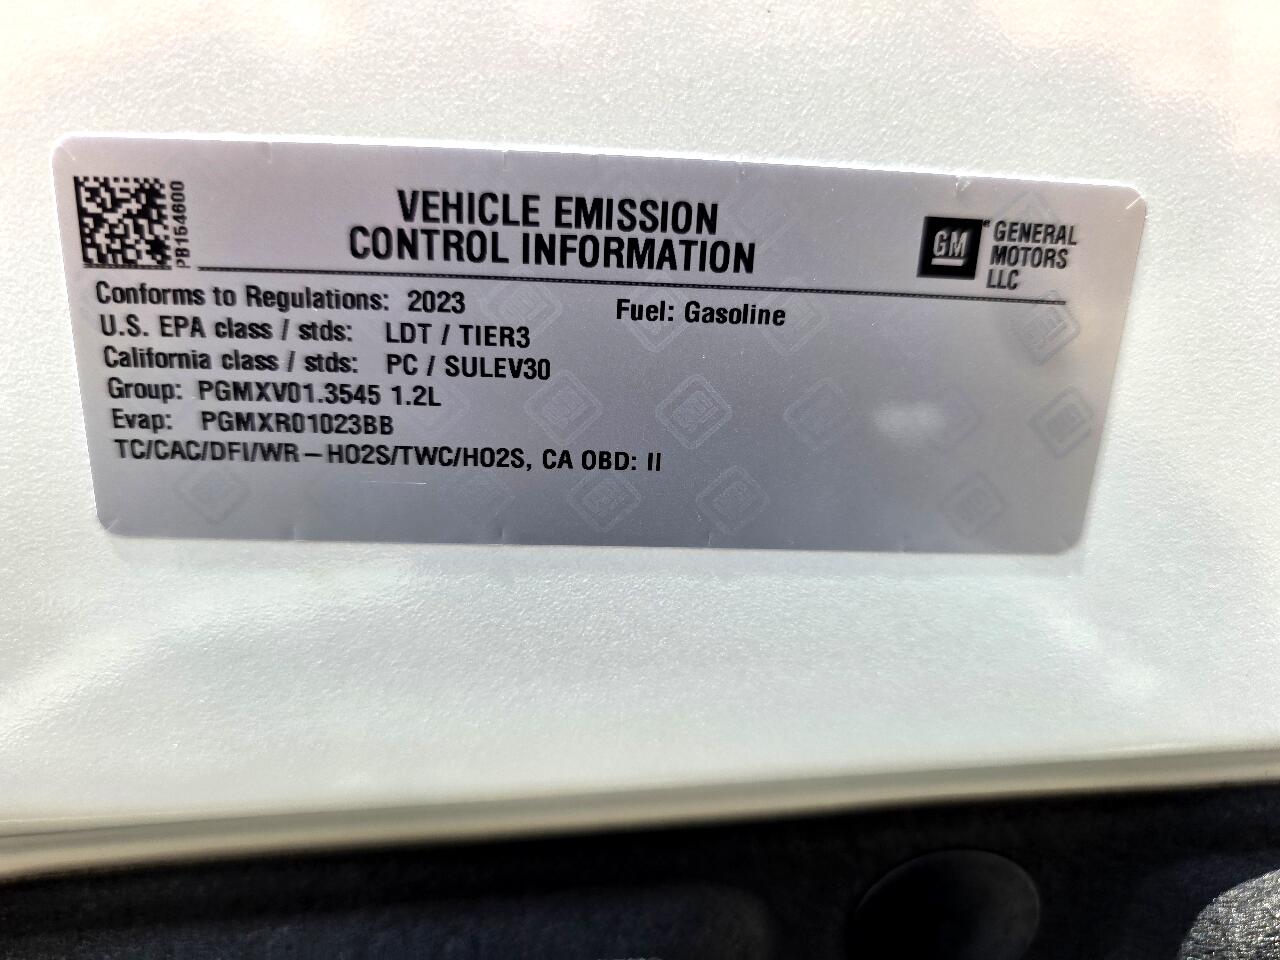 PB154600
VEHICLE EMISSION
CONTROL INFORMATION
GM
GENERAL
MOTORS
LLC
Conforms to Regulations: 2023
Fuel: Gasoline
U.S. EPA class / stds: LDT / TIER3
California class / stds: PC / SULEV30
Group: PGMXV01.3545 1.2L
Evap: PGMXR01023BB
TC/CAC/DFI/WR – HO2S/TWC/HO2S, CA OBD: II